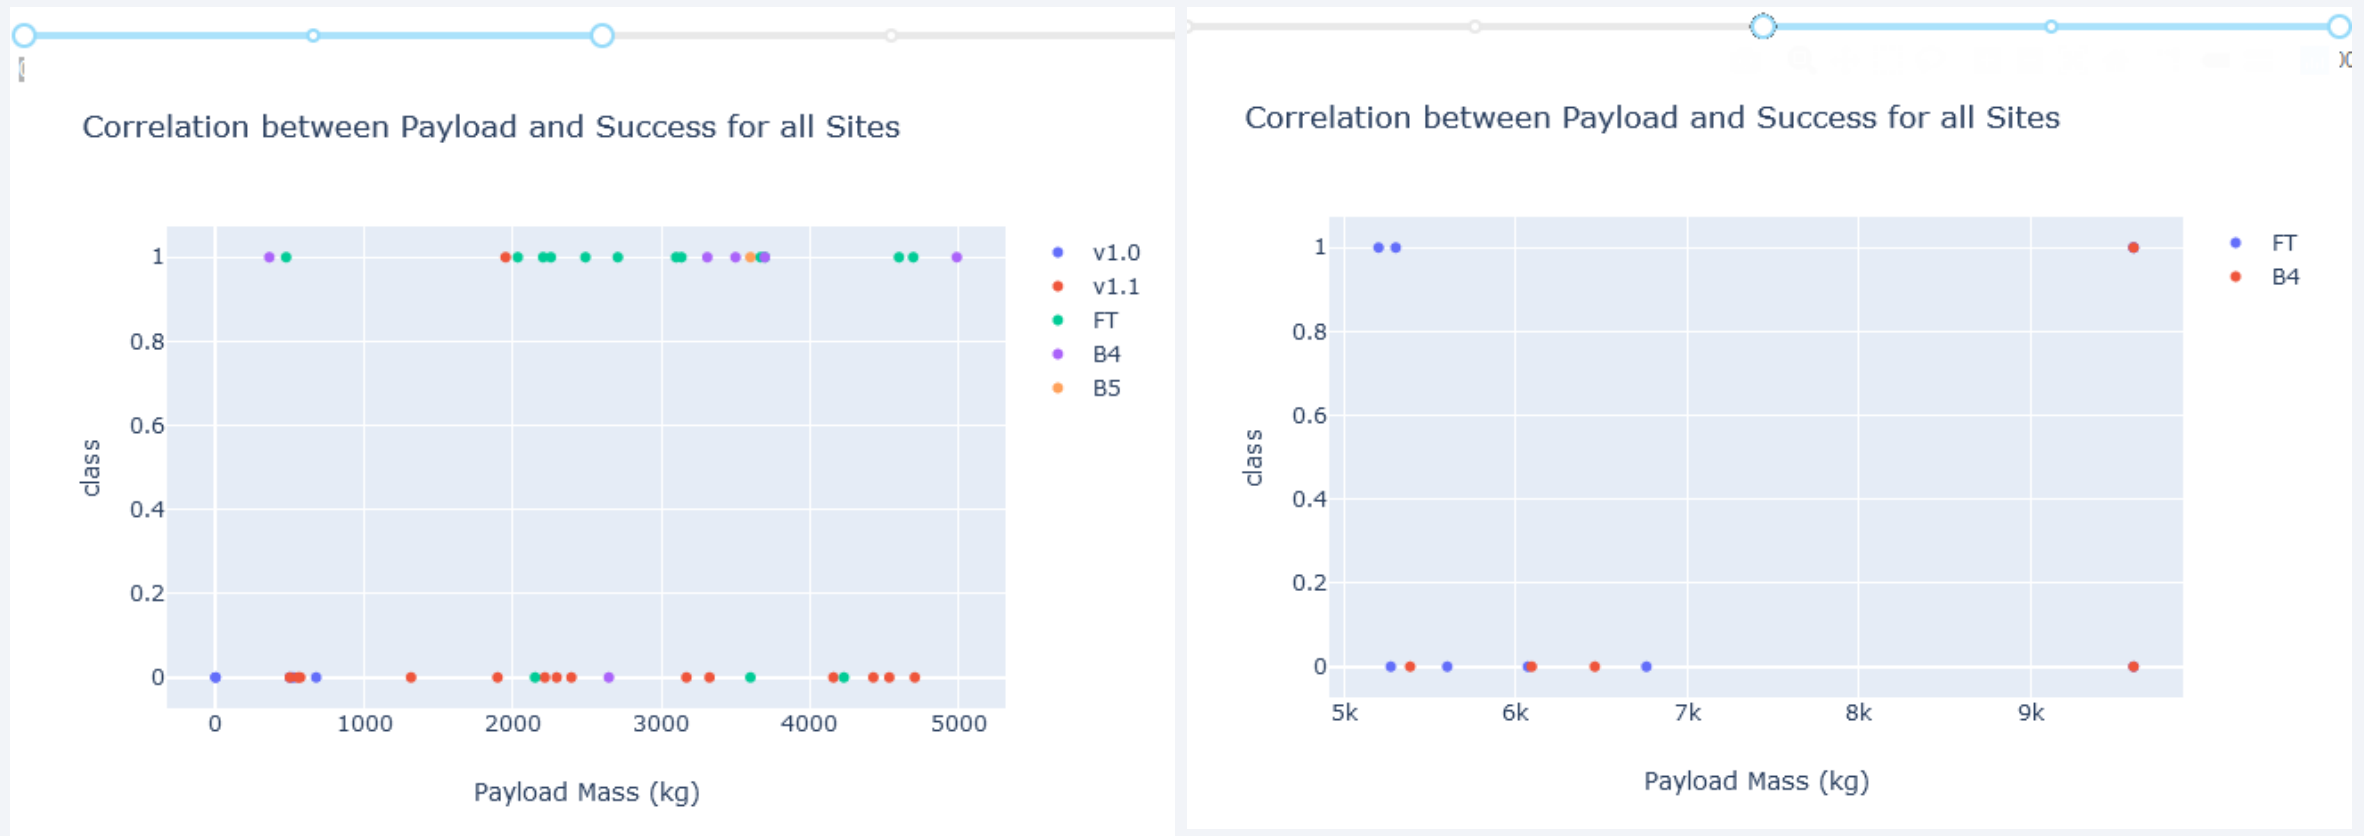 Correlation between Payload and Success for all Sites
1
0.8
0.6
0.4
0.2
0
class
0 1000 2000 3000 4000 5000
Payload Mass (kg)
v1.0
v1.1
FT
B4
B5
Correlation between Payload and Success for all Sites
1
0.8
0.6
0.4
0.2
0
class
5k 6k 7k 8k 9k
Payload Mass (kg)
FT
B4